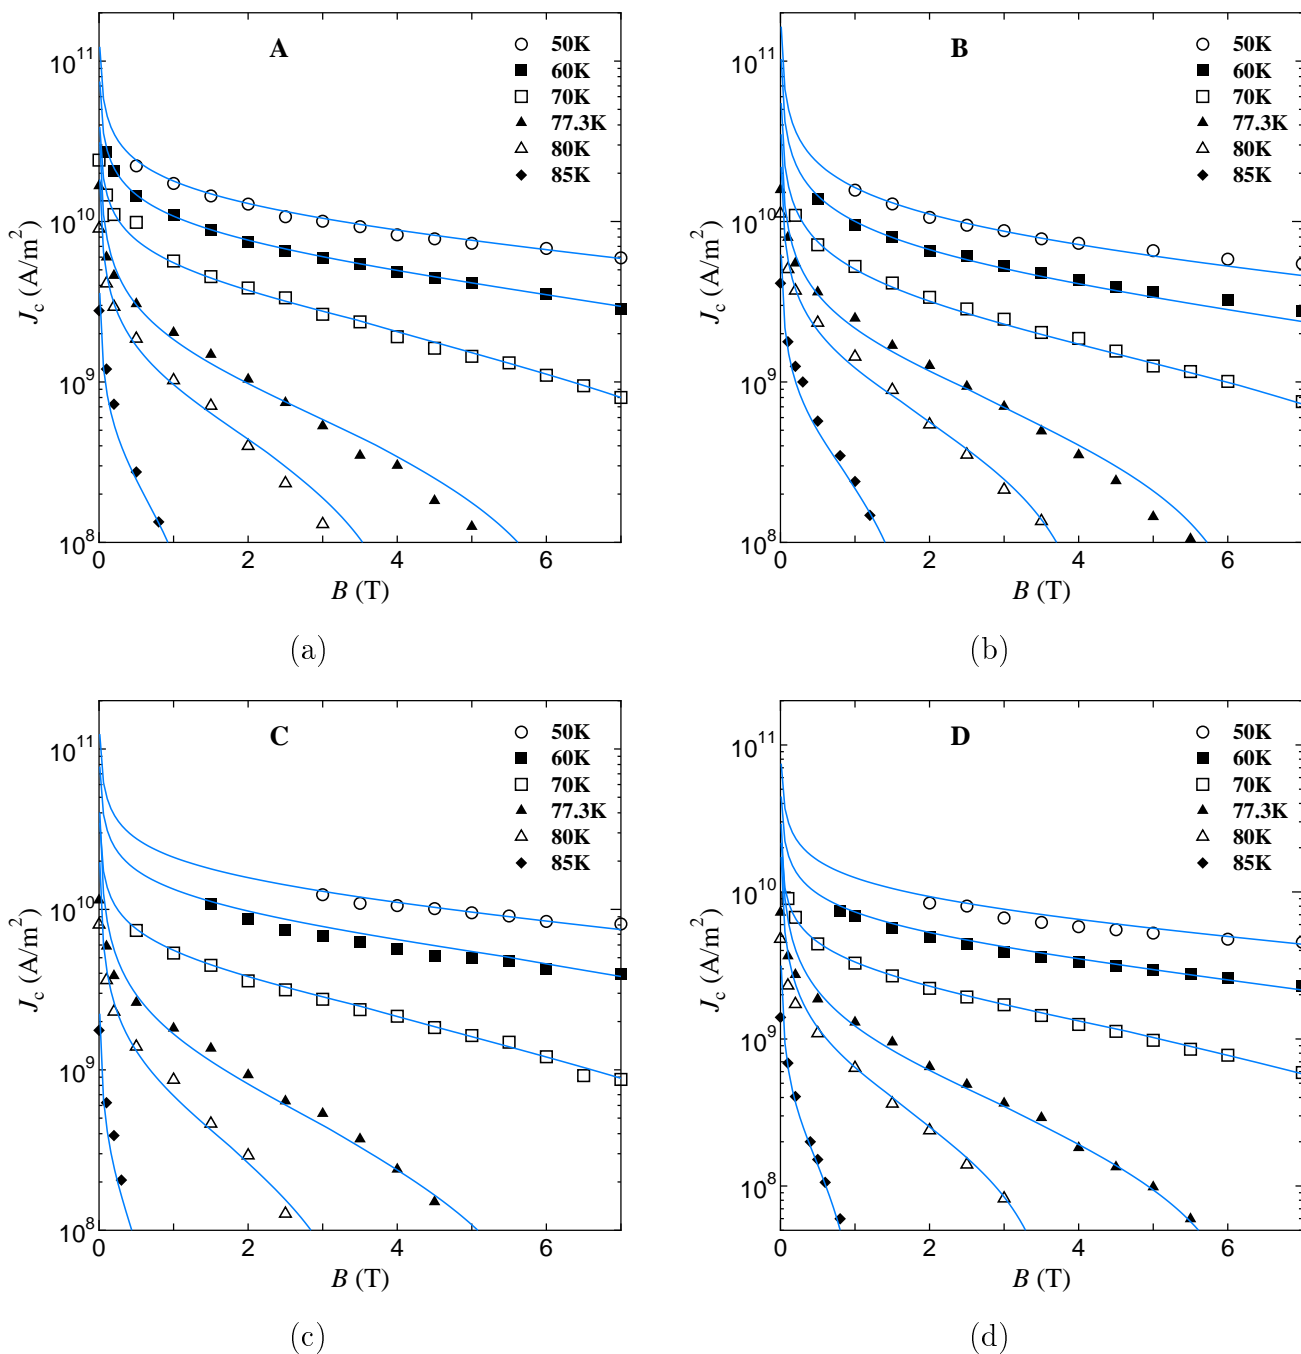 A
50K
60K
70K
77.3K
80K
85K
10^11
10^10
10^9
10^8
J_c (A/m^2)
0 2 4 6
B (T)
(a)
B
50K
60K
70K
77.3K
80K
85K
10^11
10^10
10^9
10^8
J_c (A/m^2)
0 2 4 6
B (T)
(b)
C
50K
60K
70K
77.3K
80K
85K
10^11
10^10
10^9
10^8
J_c (A/m^2)
0 2 4 6
B (T)
(c)
D
50K
60K
70K
77.3K
80K
85K
10^11
10^10
10^9
10^8
J_c (A/m^2)
0 2 4 6
B (T)
(d)